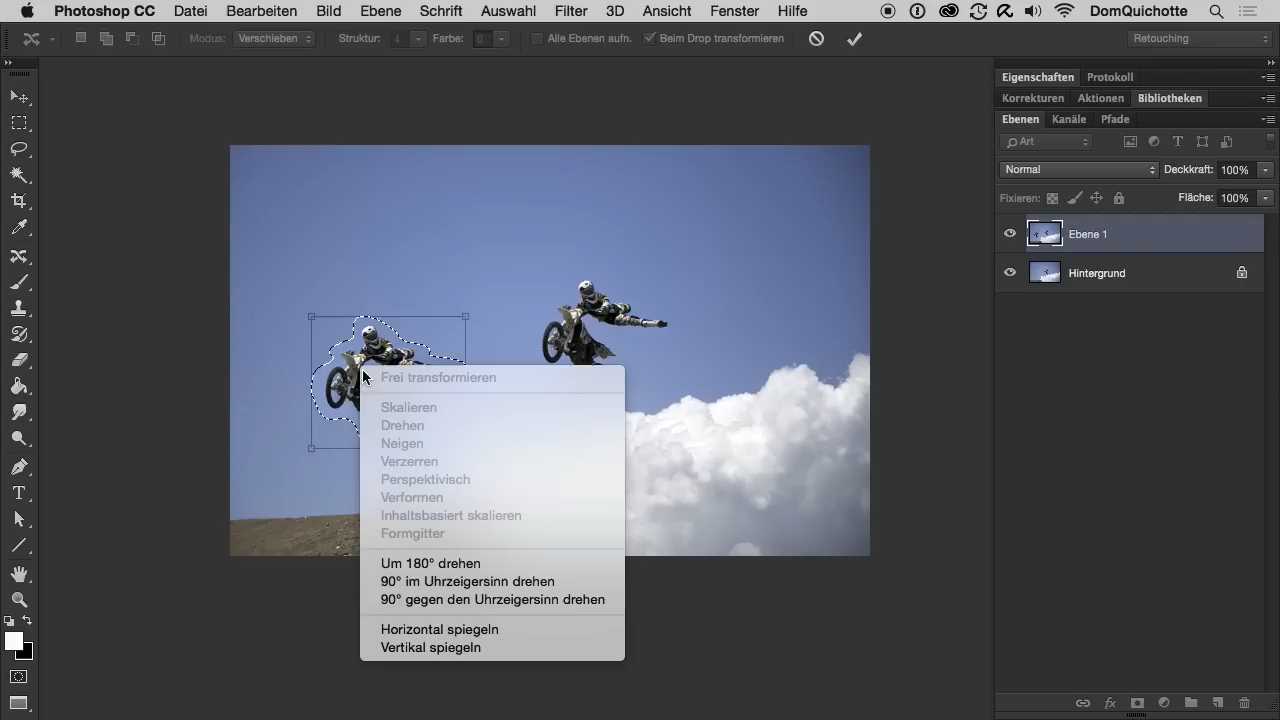 Photoshop CC Datei Bearbeiten Bild Ebene Schrift Auswahl Filter 3D Ansicht Fenster Hilfe DomQuichotte
Modus: Verschieben Struktur: 4 Farbe: 0 Alle Ebenen aufn. Beim Drop transformieren Retouching
Eigenschaften Protokoll
Korrekturen Aktionen Bibliotheken
Ebenen Kanäle Pfade
Art
Normal Deckkraft: 100%
Fixieren: Fläche: 100%
Ebene 1
Hintergrund
Frei transformieren
Skalieren
Drehen
Neigen
Verzerren
Perspektivisch
Verformen
Inhaltsbasiert skalieren
Formgitter
Um 180° drehen
90° im Uhrzeigersinn drehen
90° gegen den Uhrzeigersinn drehen
Horizontal spiegeln
Vertikal spiegeln